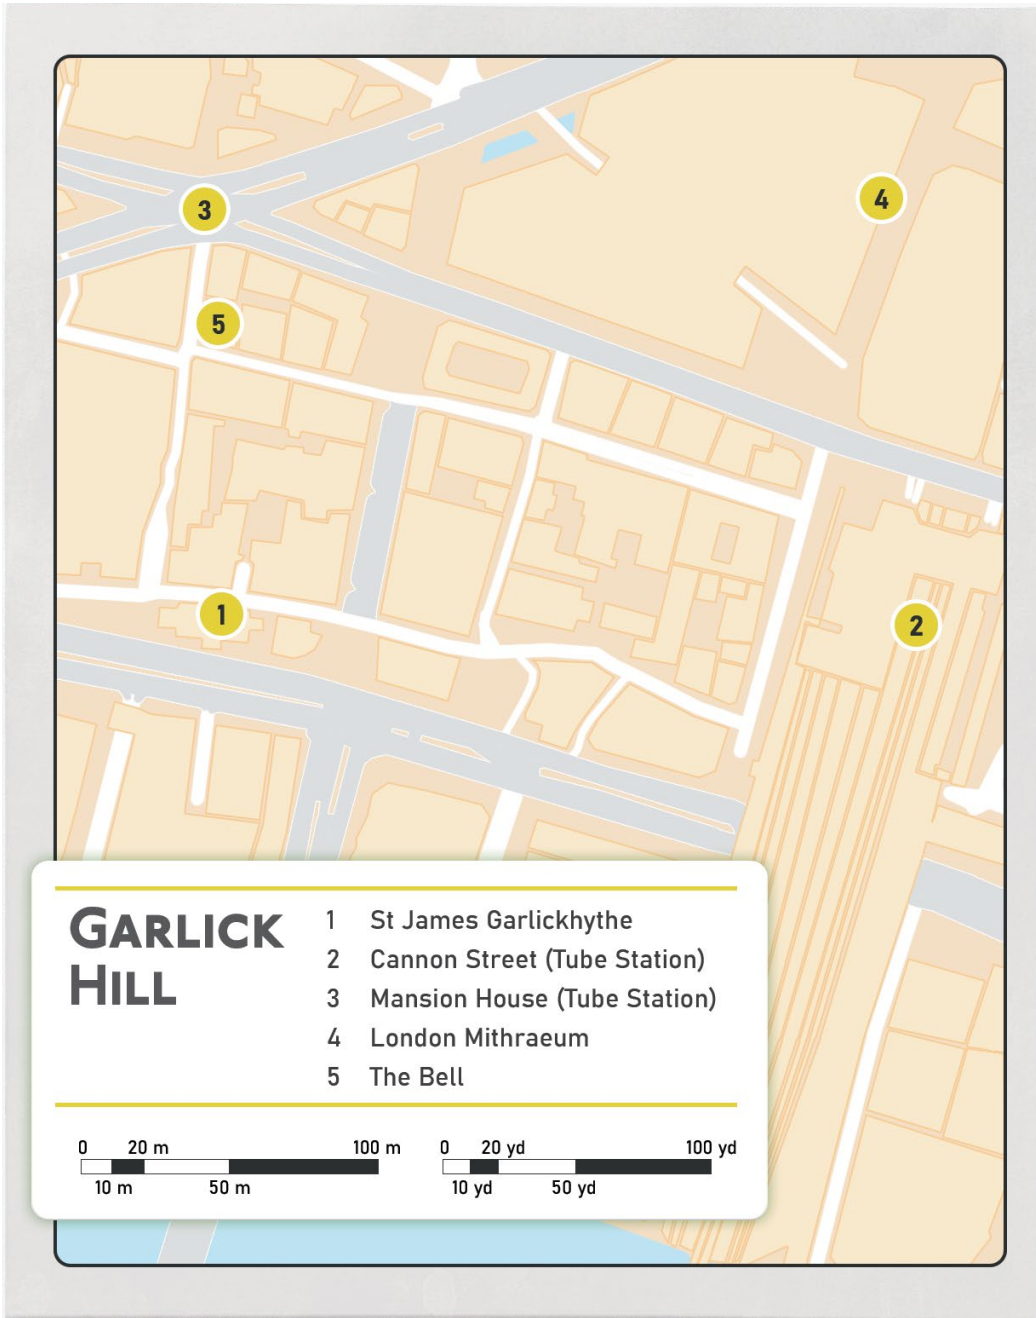 3
4
5
1
2
GARLICK
HILL
1 St James Garlickhythe
2 Cannon Street (Tube Station)
3 Mansion House (Tube Station)
4 London Mithraeum
5 The Bell
0 20 m 100 m
10 m 50 m
0 20 yd 100 yd
10 yd 50 yd